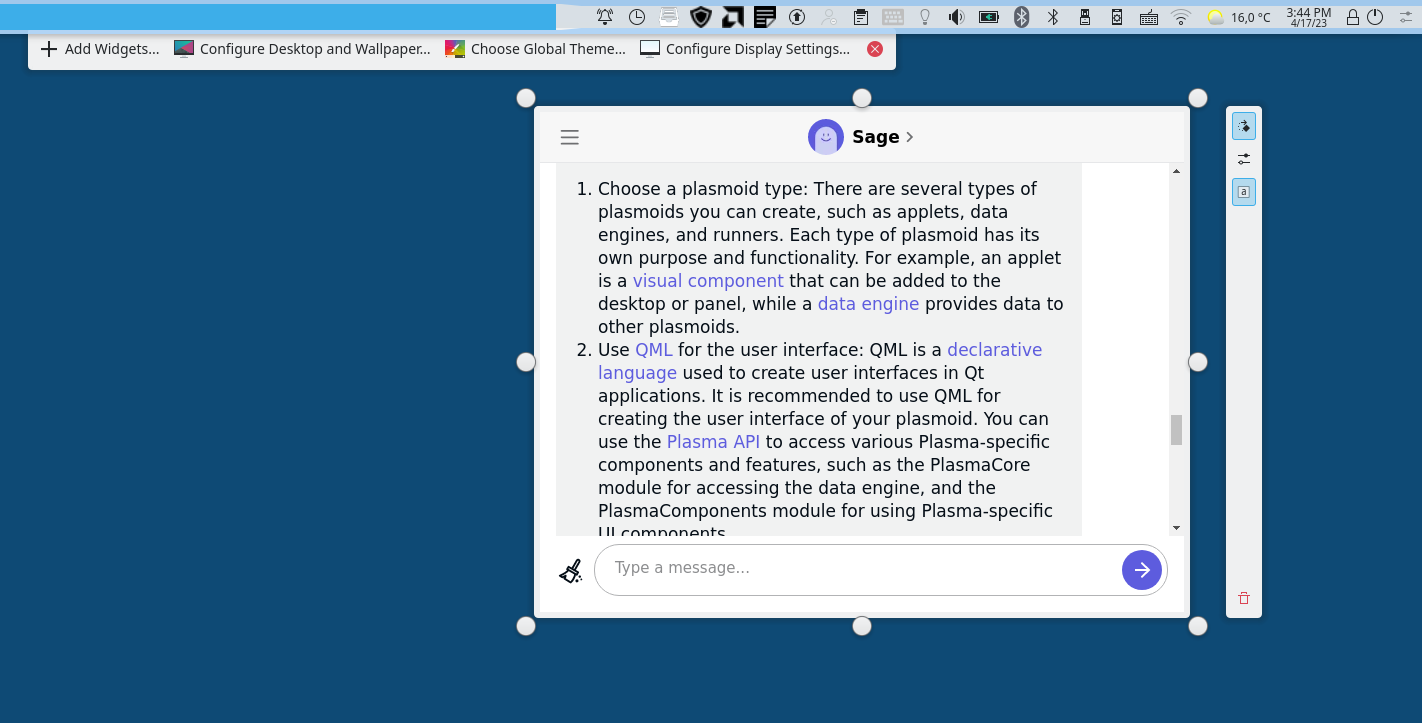 16,0 °C
3:44 PM
4/17/23
Add Widgets... Configure Desktop and Wallpaper... Choose Global Theme... Configure Display Settings...
Sage
a
1. Choose a plasmoid type: There are several types of
plasmoids you can create, such as applets, data
engines, and runners. Each type of plasmoid has its
own purpose and functionality. For example, an applet
is a visual component that can be added to the
desktop or panel, while a data engine provides data to
other plasmoids.
2. Use QML for the user interface: QML is a declarative
language used to create user interfaces in Qt
applications. It is recommended to use QML for
creating the user interface of your plasmoid. You can
use the Plasma API to access various Plasma-specific
components and features, such as the PlasmaCore
module for accessing the data engine, and the
PlasmaComponents module for using Plasma-specific
UI components.
Type a message...